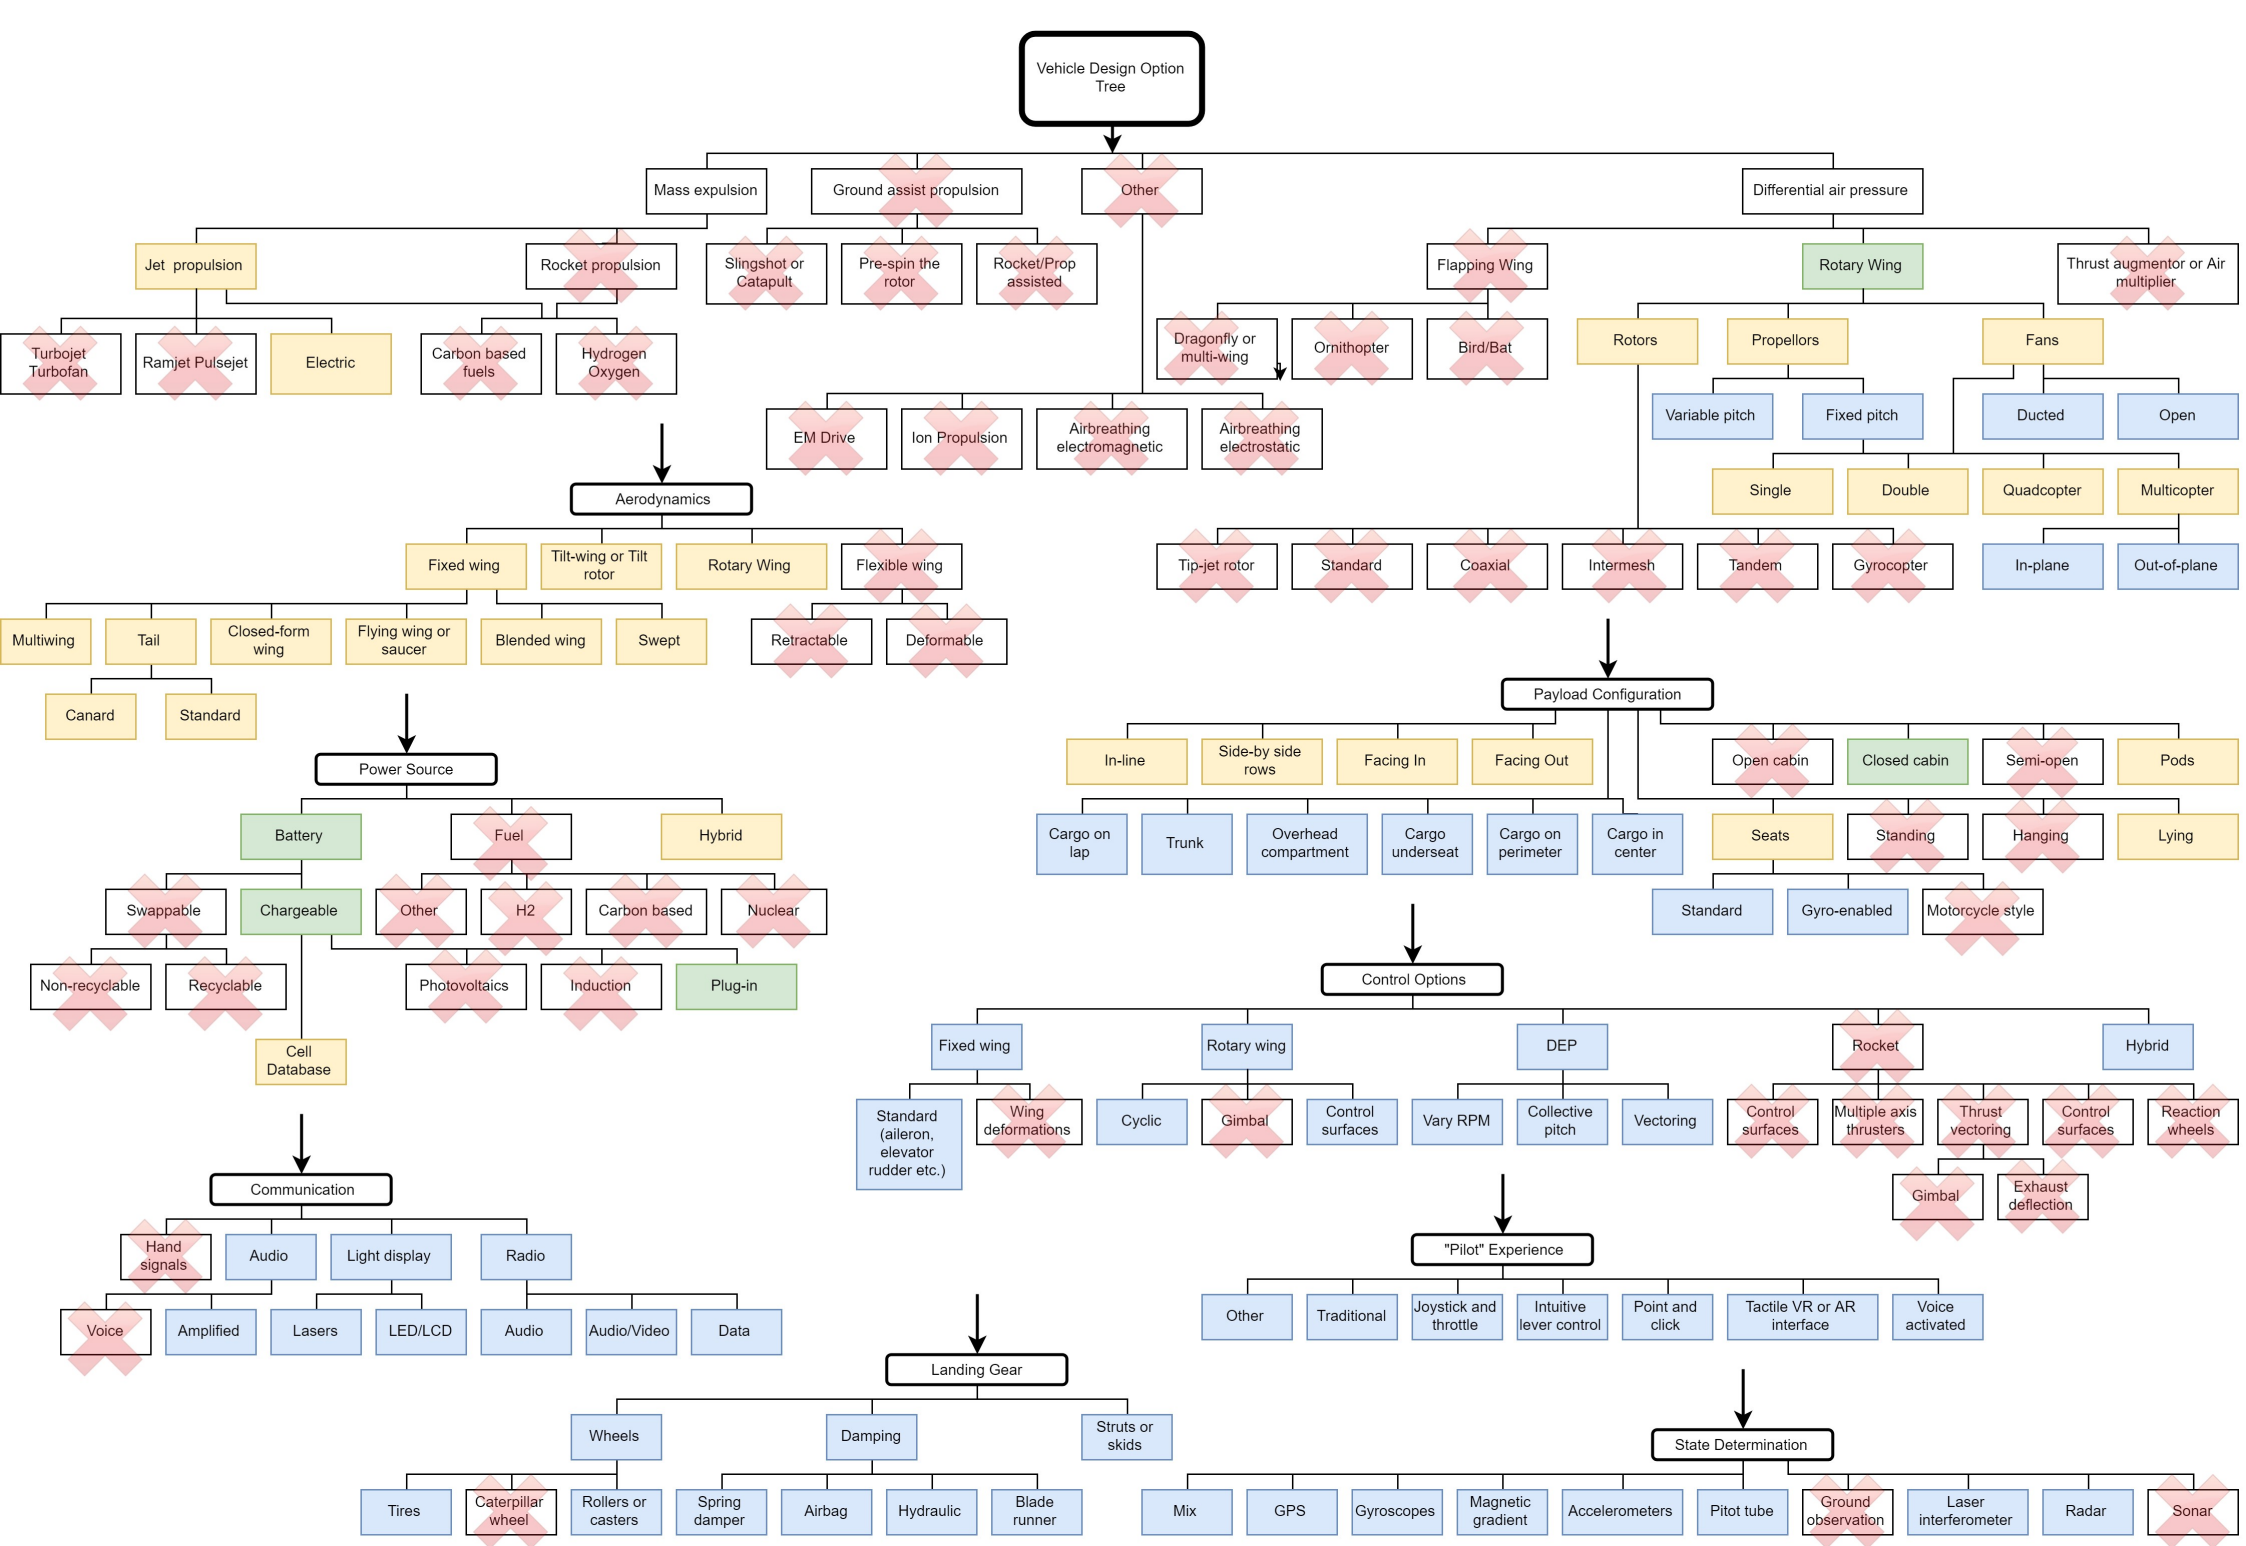 Vehicle Design Option
Tree
Mass expulsion
Ground assist propulsion
Other
Differential air pressure
Jet propulsion
Rocket propulsion
Slingshot or
Catapult
Pre-spin the
rotor
Rocket/Prop
assisted
Flapping Wing
Rotary Wing
Thrust augmentor or Air
multiplier
Turbojet
Turbofan
Ramjet Pulsejet
Electric
Carbon based
fuels
Hydrogen
Oxygen
Dragonfly or
multi-wing
Ornithopter
Bird/Bat
Rotors
Propellors
Fans
Variable pitch
Fixed pitch
Ducted
Open
EM Drive
Ion Propulsion
Airbreathing
electromagnetic
Airbreathing
electrostatic
Single
Double
Quadcopter
Multicopter
Tip-jet rotor
Standard
Coaxial
Intermesh
Tandem
Gyrocopter
In-plane
Out-of-plane
Aerodynamics
Fixed wing
Tilt-wing or Tilt
rotor
Rotary Wing
Flexible wing
Multiwing
Tail
Closed-form
wing
Flying wing or
saucer
Blended wing
Swept
Retractable
Deformable
Canard
Standard
Payload Configuration
In-line
Side-by side
rows
Facing In
Facing Out
Open cabin
Closed cabin
Semi-open
Pods
Cargo on
lap
Trunk
Overhead
compartment
Cargo
underseat
Cargo on
perimeter
Cargo in
center
Seats
Standing
Hanging
Lying
Standard
Gyro-enabled
Motorcycle style
Power Source
Battery
Fuel
Hybrid
Swappable
Chargeable
Other
H2
Carbon based
Nuclear
Non-recyclable
Recyclable
Photovoltaics
Induction
Plug-in
Cell
Database
Control Options
Fixed wing
Rotary wing
DEP
Rocket
Hybrid
Standard
(aileron,
elevator
rudder etc.)
Wing
deformations
Cyclic
Gimbal
Control
surfaces
Vary RPM
Collective
pitch
Vectoring
Control
surfaces
Multiple axis
thrusters
Thrust
vectoring
Control
surfaces
Reaction
wheels
Gimbal
Exhaust
deflection
Communication
Hand
signals
Audio
Light display
Radio
Voice
Amplified
Lasers
LED/LCD
Audio
Audio/Video
Data
"Pilot" Experience
Other
Traditional
Joystick and
throttle
Intuitive
lever control
Point and
click
Tactile VR or AR
interface
Voice
activated
Landing Gear
Wheels
Damping
Struts or
skids
Tires
Caterpillar
wheel
Rollers or
casters
Spring
damper
Airbag
Hydraulic
Blade
runner
State Determination
Mix
GPS
Gyroscopes
Magnetic
gradient
Accelerometers
Pitot tube
Ground
observation
Laser
interferometer
Radar
Sonar